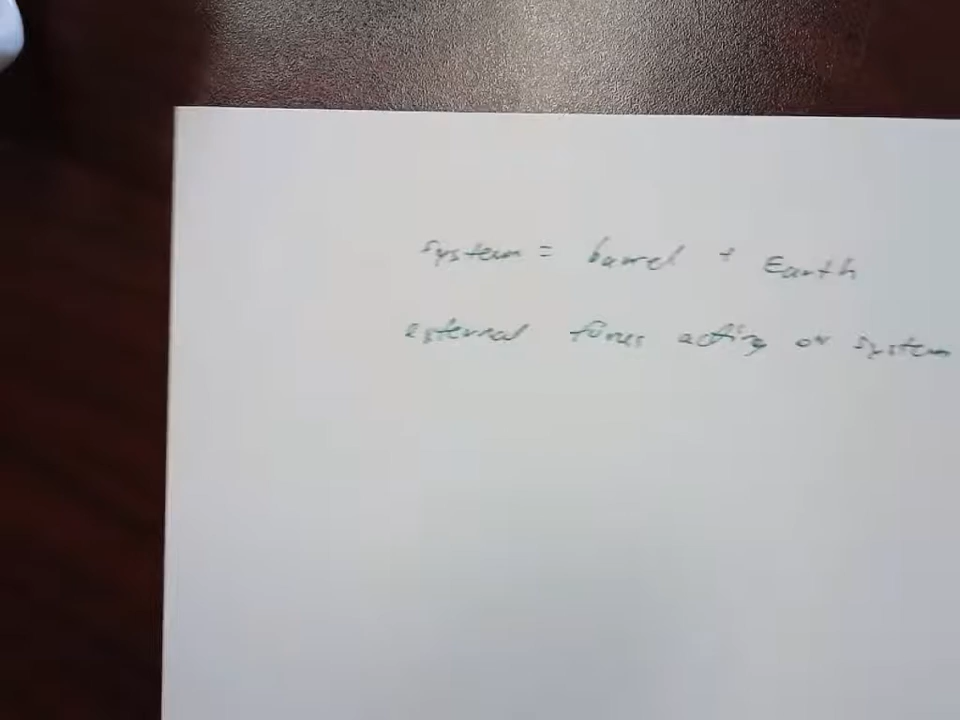 system = barrel + Earth
external forces acting on system